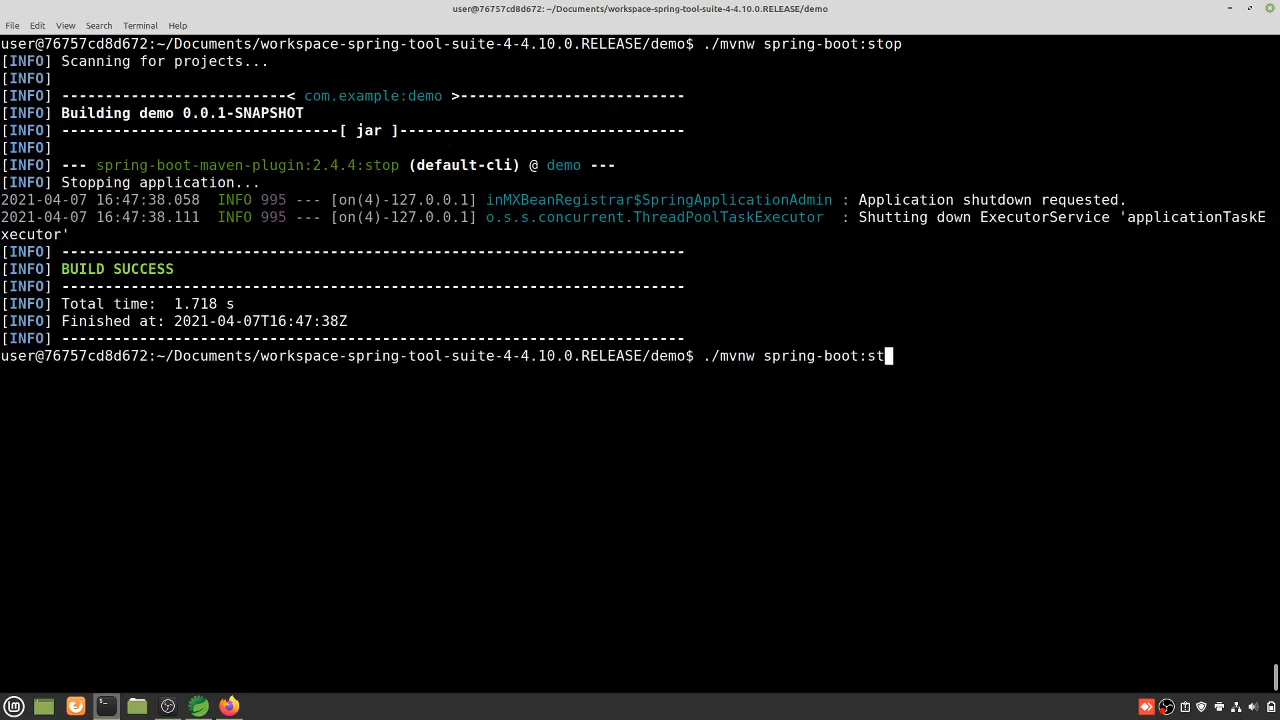 user@76757cd8d672: ~/Documents/workspace-spring-tool-suite-4-4.10.0.RELEASE/demo
File Edit View Search Terminal Help
user@76757cd8d672:~/Documents/workspace-spring-tool-suite-4-4.10.0.RELEASE/demo$ ./mvnw spring-boot:stop
[INFO] Scanning for projects...
[INFO]
[INFO] --------------------------< com.example:demo >--------------------------
[INFO] Building demo 0.0.1-SNAPSHOT
[INFO] --------------------------------[ jar ]---------------------------------
[INFO]
[INFO] --- spring-boot-maven-plugin:2.4.4:stop (default-cli) @ demo ---
[INFO] Stopping application...
2021-04-07 16:47:38.058  INFO 995 --- [on(4)-127.0.0.1] inMXBeanRegistrar$SpringApplicationAdmin : Application shutdown requested.
2021-04-07 16:47:38.111  INFO 995 --- [on(4)-127.0.0.1] o.s.s.concurrent.ThreadPoolTaskExecutor  : Shutting down ExecutorService 'applicationTaskE
xecutor'
[INFO] ------------------------------------------------------------------------
[INFO] BUILD SUCCESS
[INFO] ------------------------------------------------------------------------
[INFO] Total time:  1.718 s
[INFO] Finished at: 2021-04-07T16:47:38Z
[INFO] ------------------------------------------------------------------------
user@76757cd8d672:~/Documents/workspace-spring-tool-suite-4-4.10.0.RELEASE/demo$ ./mvnw spring-boot:st